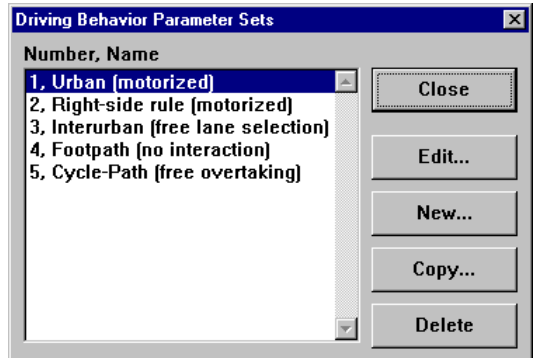 Driving Behavior Parameter Sets
Number, Name
1, Urban (motorized)
2, Right-side rule (motorized)
3, Interurban (free lane selection)
4, Footpath (no interaction)
5, Cycle-Path (free overtaking)
Close
Edit...
New...
Copy...
Delete